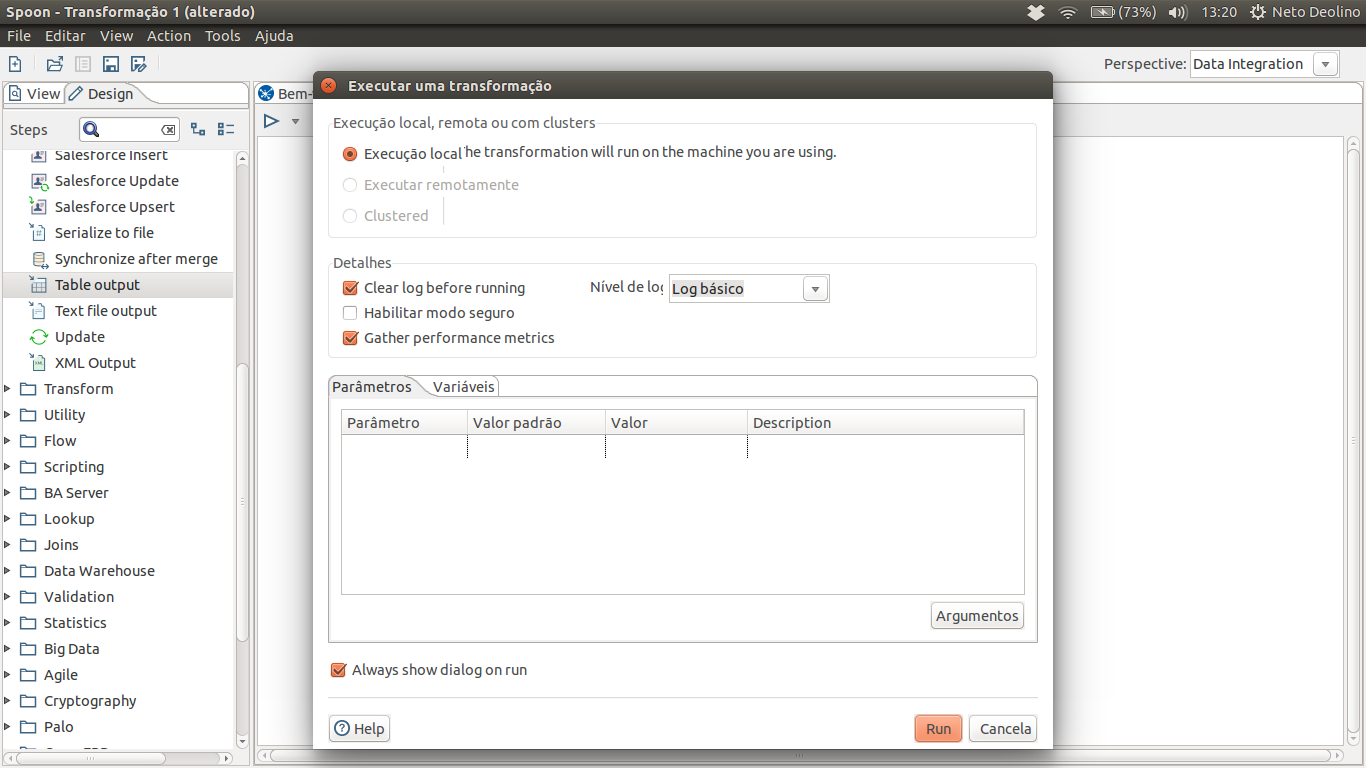 Spoon - Transformação 1 (alterado)
(73%)
13:20
Neto Deolino
File Editar View Action Tools Ajuda
Perspective: Data Integration
View
Design
Bem-
Steps
Salesforce Insert
Salesforce Update
Salesforce Upsert
Serialize to file
Synchronize after merge
Table output
Text file output
Update
XML Output
Transform
Utility
Flow
Scripting
BA Server
Lookup
Joins
Data Warehouse
Validation
Statistics
Big Data
Agile
Cryptography
Palo
Executar uma transformação
Execução local, remota ou com clusters
Execução local he transformation will run on the machine you are using.
Executar remotamente
Clustered
Detalhes
Clear log before running
Nível de log
Log básico
Habilitar modo seguro
Gather performance metrics
Parâmetros
Variáveis
Parâmetro Valor padrão Valor Description
Argumentos
Always show dialog on run
Help
Run
Cancela